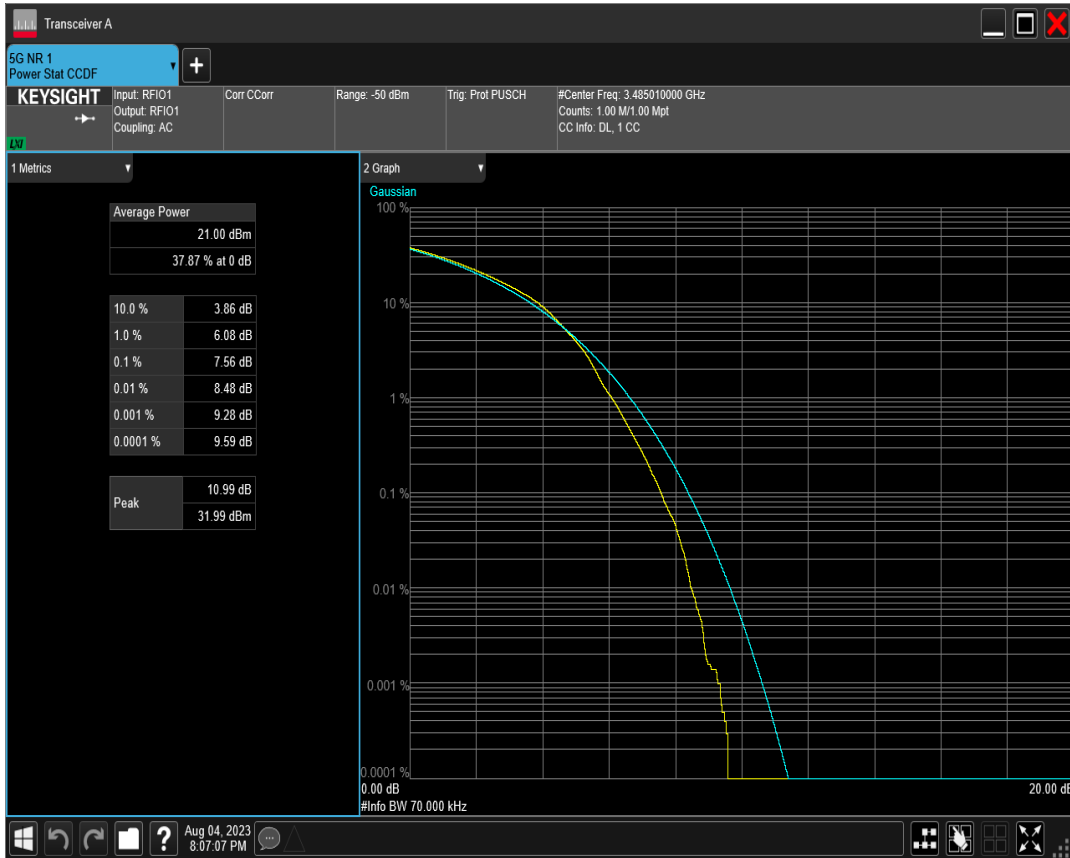 Transceiver A
5G NR 1
Power Stat CCDF
KEYSIGHT
LXI
Input: RFIO1
Output: RFIO1
Coupling: AC
Corr CCorr
Range: -50 dBm
Trig: Prot PUSCH
#Center Freq: 3.485010000 GHz
Counts: 1.00 M/1.00 Mpt
CC Info: DL, 1 CC
1 Metrics
Average Power
21.00 dBm
37.87 % at 0 dB
10.0 % 3.86 dB
1.0 % 6.08 dB
0.1 % 7.56 dB
0.01 % 8.48 dB
0.001 % 9.28 dB
0.0001 % 9.59 dB
Peak
10.99 dB
31.99 dBm
2 Graph
Gaussian
100 %
10 %
1 %
0.1 %
0.01 %
0.001 %
0.0001 %
0.00 dB 20.00 dB
#Info BW 70.000 kHz
? Aug 04, 2023
8:07:07 PM